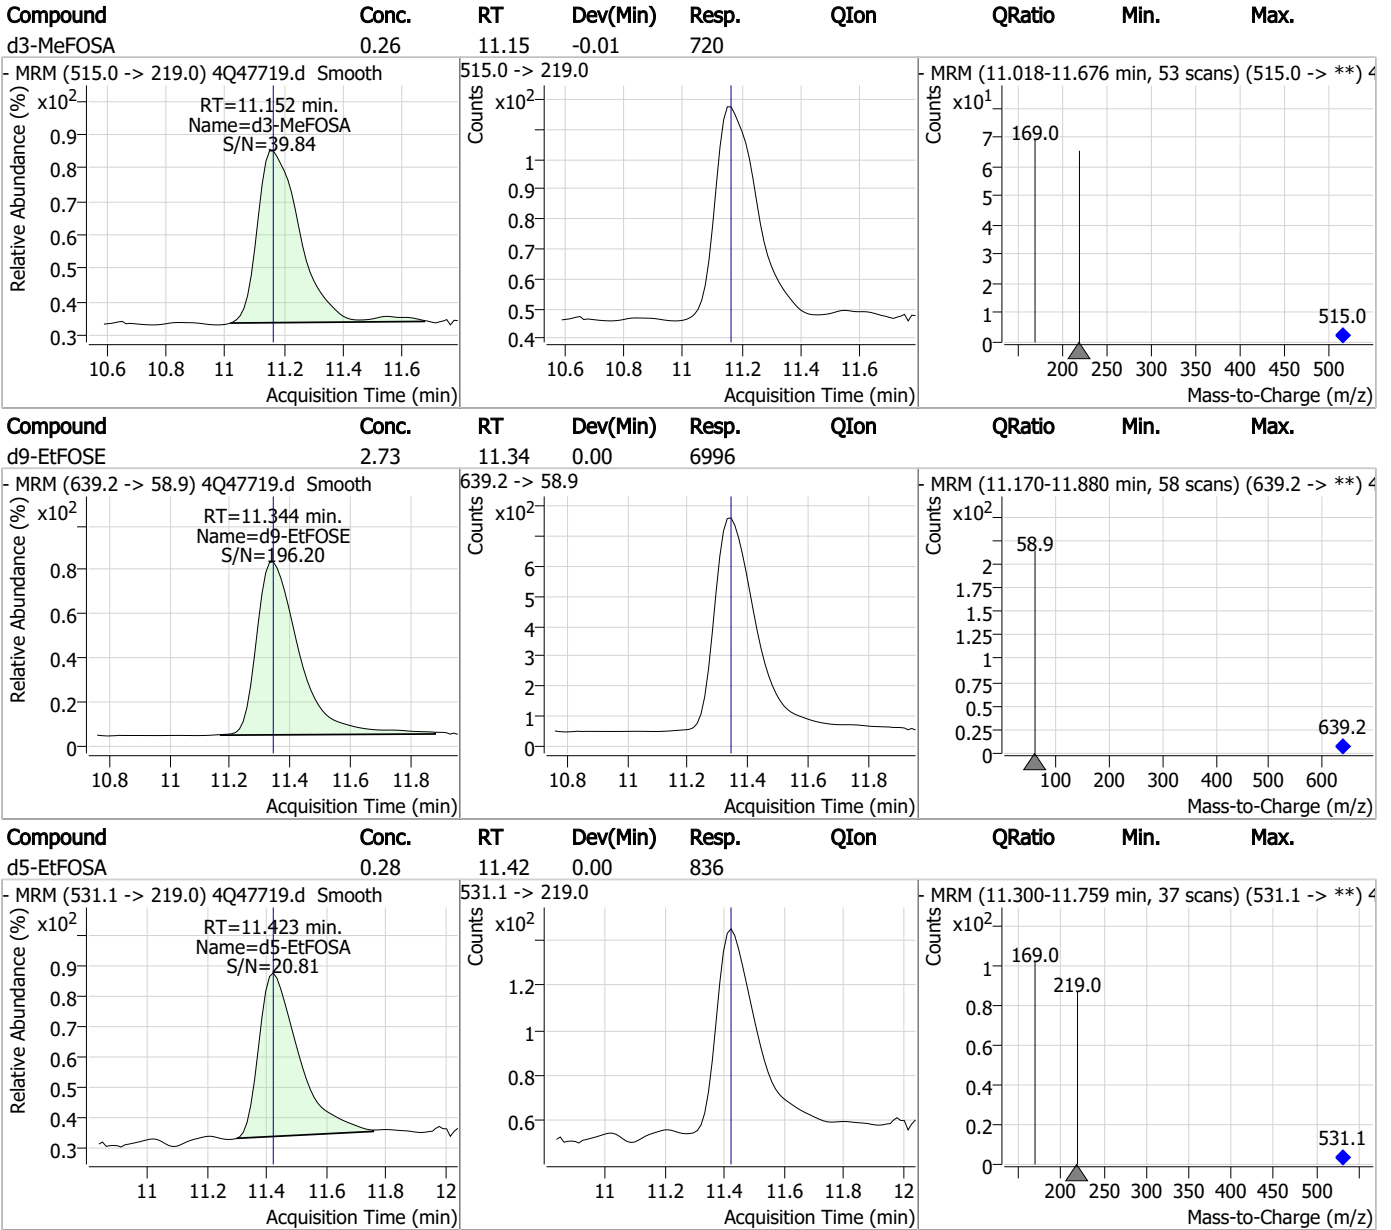 Compound Conc. RT Dev(Min) Resp. QIon QRatio Min. Max.
d3-MeFOSA 0.26 11.15 -0.01 720
- MRM (515.0 -> 219.0) 4Q47719.d Smooth
Relative Abundance (%)
x10²
RT=11.152 min.
Name=d3-MeFOSA
S/N=39.84
0.9
0.8
0.7
0.6
0.5
0.4
0.3
10.6 10.8 11 11.2 11.4 11.6
Acquisition Time (min)
515.0 -> 219.0
Counts
x10²
1
0.9
0.8
0.7
0.6
0.5
0.4
10.6 10.8 11 11.2 11.4 11.6
Acquisition Time (min)
- MRM (11.018-11.676 min, 53 scans) (515.0 -> **) 4
Counts
x10¹
169.0
7
6
5
4
3
2
1
0
515.0
200 250 300 350 400 450 500
Mass-to-Charge (m/z)
Compound Conc. RT Dev(Min) Resp. QIon QRatio Min. Max.
d9-EtFOSE 2.73 11.34 0.00 6996
- MRM (639.2 -> 58.9) 4Q47719.d Smooth
Relative Abundance (%)
x10²
RT=11.344 min.
Name=d9-EtFOSE
S/N=196.20
0.8
0.6
0.4
0.2
0
10.8 11 11.2 11.4 11.6 11.8
Acquisition Time (min)
639.2 -> 58.9
Counts
x10²
6
5
4
3
2
1
0
10.8 11 11.2 11.4 11.6 11.8
Acquisition Time (min)
- MRM (11.170-11.880 min, 58 scans) (639.2 -> **) 4
Counts
x10²
58.9
2
1.75
1.5
1.25
1
0.75
0.5
0.25
0
639.2
100 200 300 400 500 600
Mass-to-Charge (m/z)
Compound Conc. RT Dev(Min) Resp. QIon QRatio Min. Max.
d5-EtFOSA 0.28 11.42 0.00 836
- MRM (531.1 -> 219.0) 4Q47719.d Smooth
Relative Abundance (%)
x10²
RT=11.423 min.
Name=d5-EtFOSA
S/N=20.81
0.9
0.8
0.7
0.6
0.5
0.4
0.3
11 11.2 11.4 11.6 11.8 12
Acquisition Time (min)
531.1 -> 219.0
Counts
x10²
1.2
1
0.8
0.6
11 11.2 11.4 11.6 11.8 12
Acquisition Time (min)
- MRM (11.300-11.759 min, 37 scans) (531.1 -> **) 4
Counts
x10²
169.0
219.0
1
0.8
0.6
0.4
0.2
0
531.1
200 250 300 350 400 450 500
Mass-to-Charge (m/z)